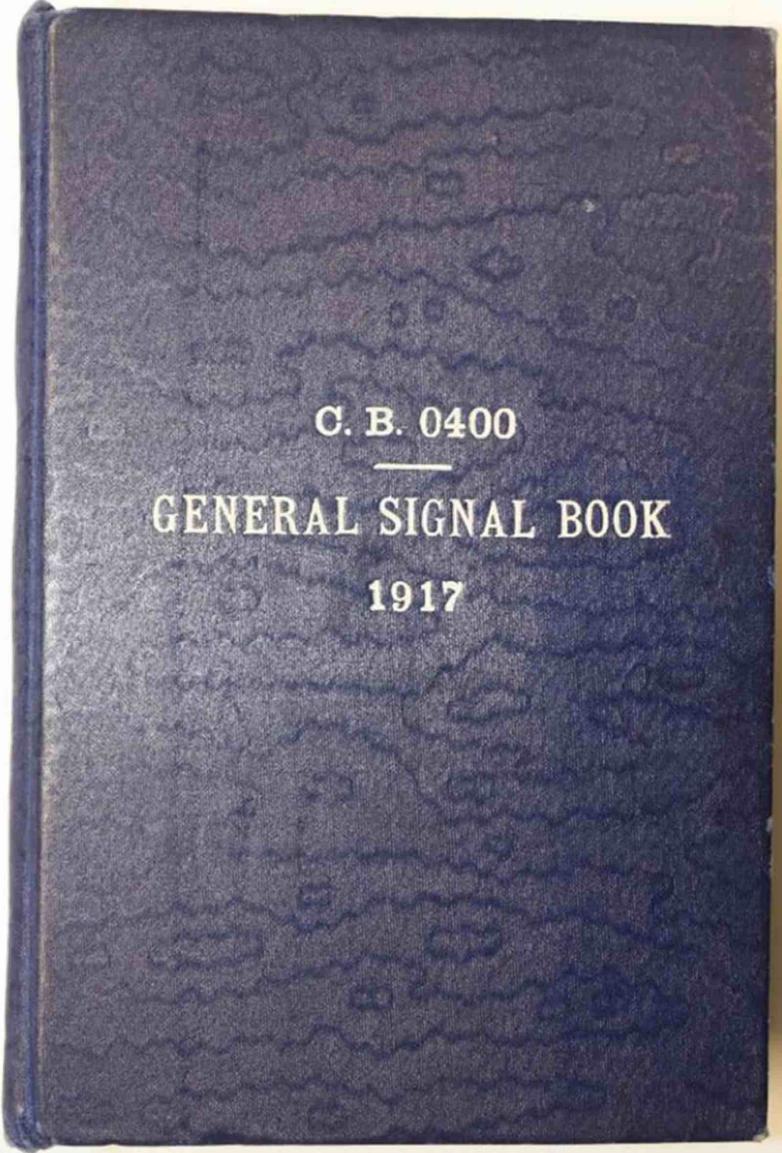 C. B. 0400
GENERAL SIGNAL BOOK
1917